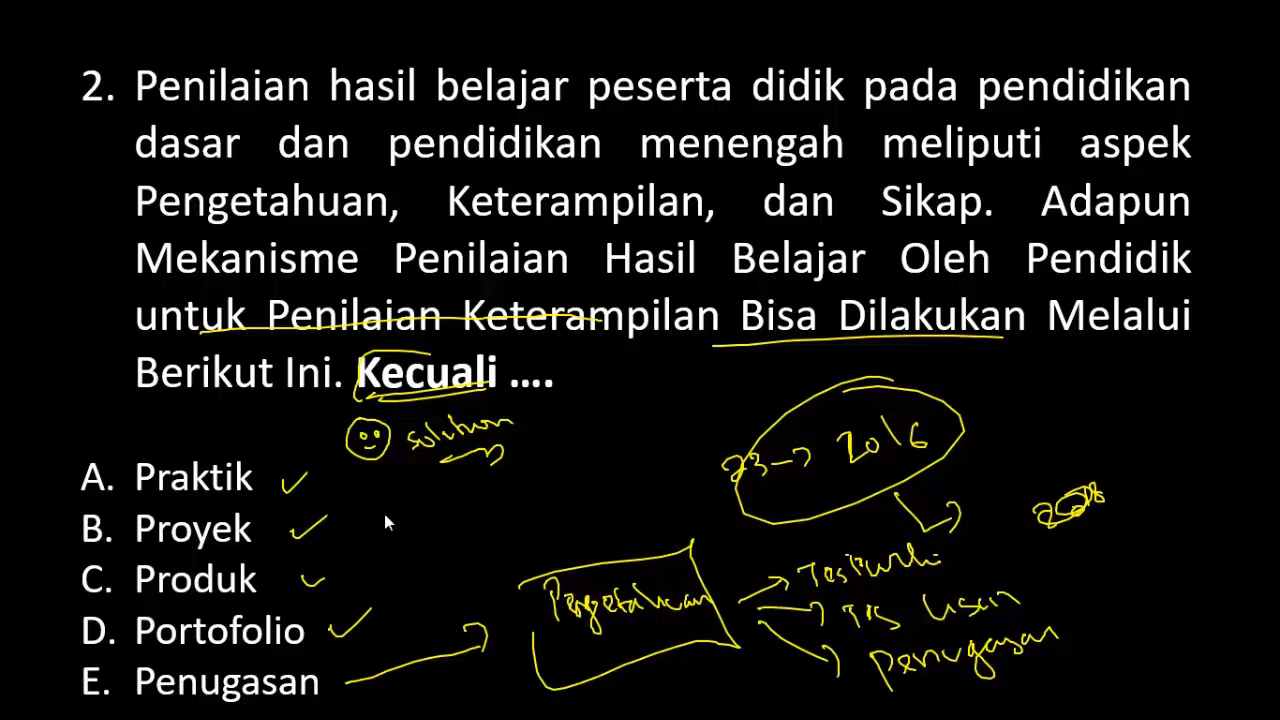 2. Penilaian hasil belajar peserta didik pada pendidikan
dasar dan pendidikan menengah meliputi aspek
Pengetahuan, Keterampilan, dan Sikap. Adapun
Mekanisme Penilaian Hasil Belajar Oleh Pendidik
untuk Penilaian Keterampilan Bisa Dilakukan Melalui
Berikut Ini. Kecuali ....
23 → 2016
A. Praktik
B. Proyek
C. Produk
D. Portofolio
E. Penugasan
Pengetahuan
Tes
Tes Lisan
Penugasan